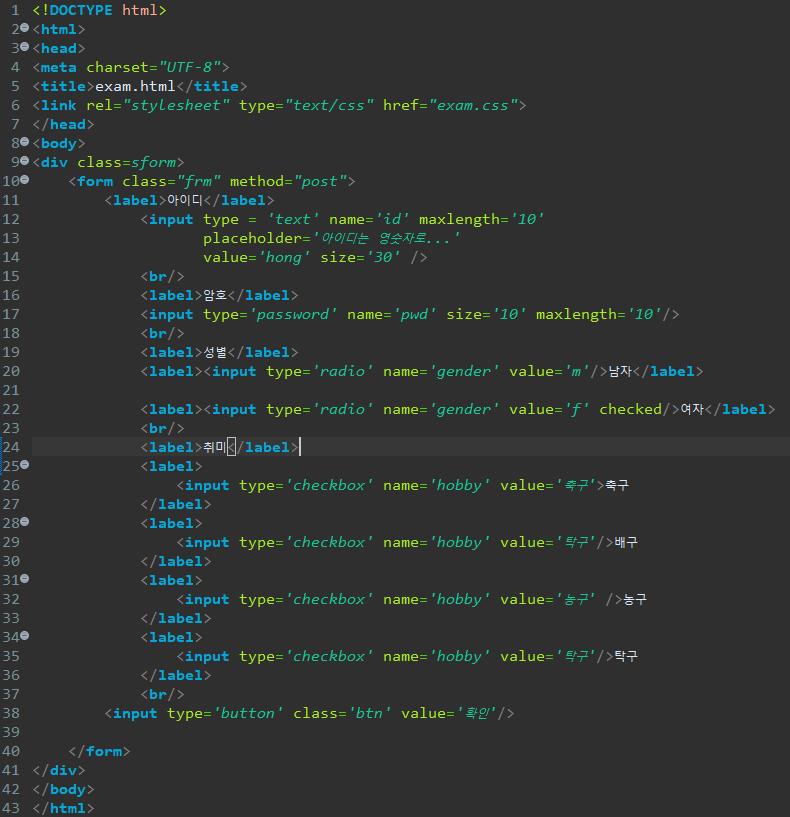 1 <!DOCTYPE html>
2 <html>
3 <head>
4 <meta charset="UTF-8">
5 <title>exam.html</title>
6 <link rel="stylesheet" type="text/css" href="exam.css">
7 </head>
8 <body>
9 <div class=sform>
10 <form class="frm" method="post">
11 <label>아이디</label>
12 <input type = 'text' name='id' maxlength='10'
13 placeholder='아이디는 영숫자로...'
14 value='hong' size='30' />
15 <br/>
16 <label>암호</label>
17 <input type='password' name='pwd' size='10' maxlength='10'/>
18 <br/>
19 <label>성별</label>
20 <label><input type='radio' name='gender' value='m'/>남자</label>
21
22 <label><input type='radio' name='gender' value='f' checked/>여자</label>
23 <br/>
24 <label>취미</label>
25 <label>
26 <input type='checkbox' name='hobby' value='축구'>축구
27 </label>
28 <label>
29 <input type='checkbox' name='hobby' value='탁구'/>배구
30 </label>
31 <label>
32 <input type='checkbox' name='hobby' value='농구' />농구
33 </label>
34 <label>
35 <input type='checkbox' name='hobby' value='탁구'/>탁구
36 </label>
37 <br/>
38 <input type='button' class='btn' value='확인'/>
39
40 </form>
41 </div>
42 </body>
43 </html>